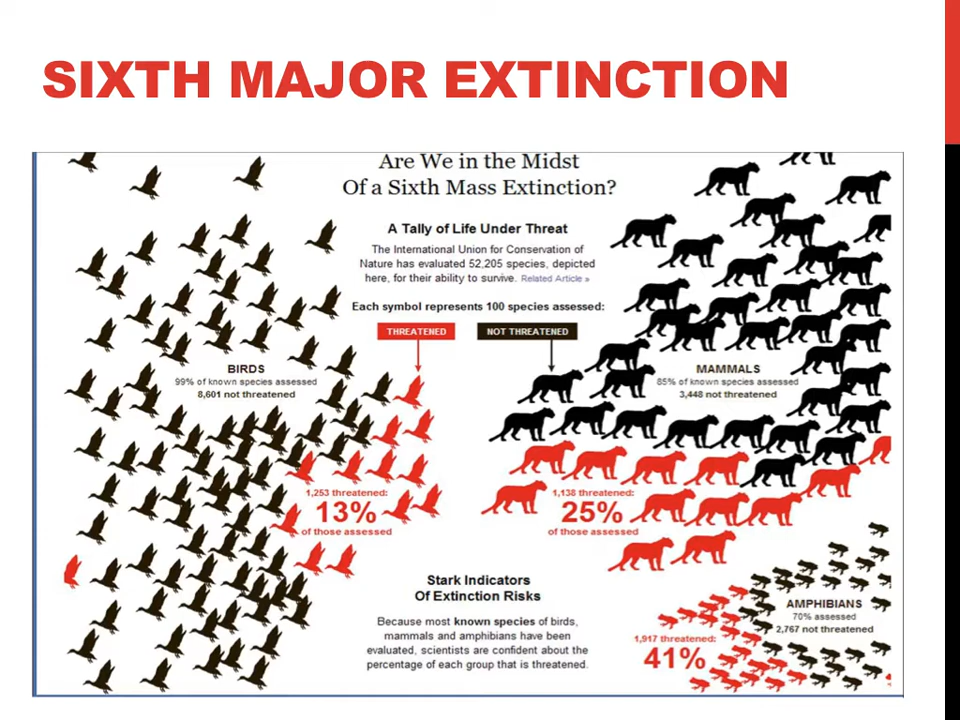 SIXTH MAJOR EXTINCTION
Are We in the Midst
Of a Sixth Mass Extinction?
A Tally of Life Under Threat
The International Union for Conservation of
Nature has evaluated 52,205 species, depicted
here, for their ability to survive. Related Article »
Each symbol represents 100 species assessed:
THREATENED
NOT THREATENED
BIRDS
99% of known species assessed
8,601 not threatened
MAMMALS
85% of known species assessed
3,448 not threatened
1,253 threatened:
13%
of those assessed
1,138 threatened:
25%
of those assessed
Stark Indicators
Of Extinction Risks
Because most known species of birds,
mammals and amphibians have been
evaluated, scientists are confident about the
percentage of each group that is threatened.
AMPHIBIANS
70% assessed
2,767 not threatened
1,917 threatened:
41%